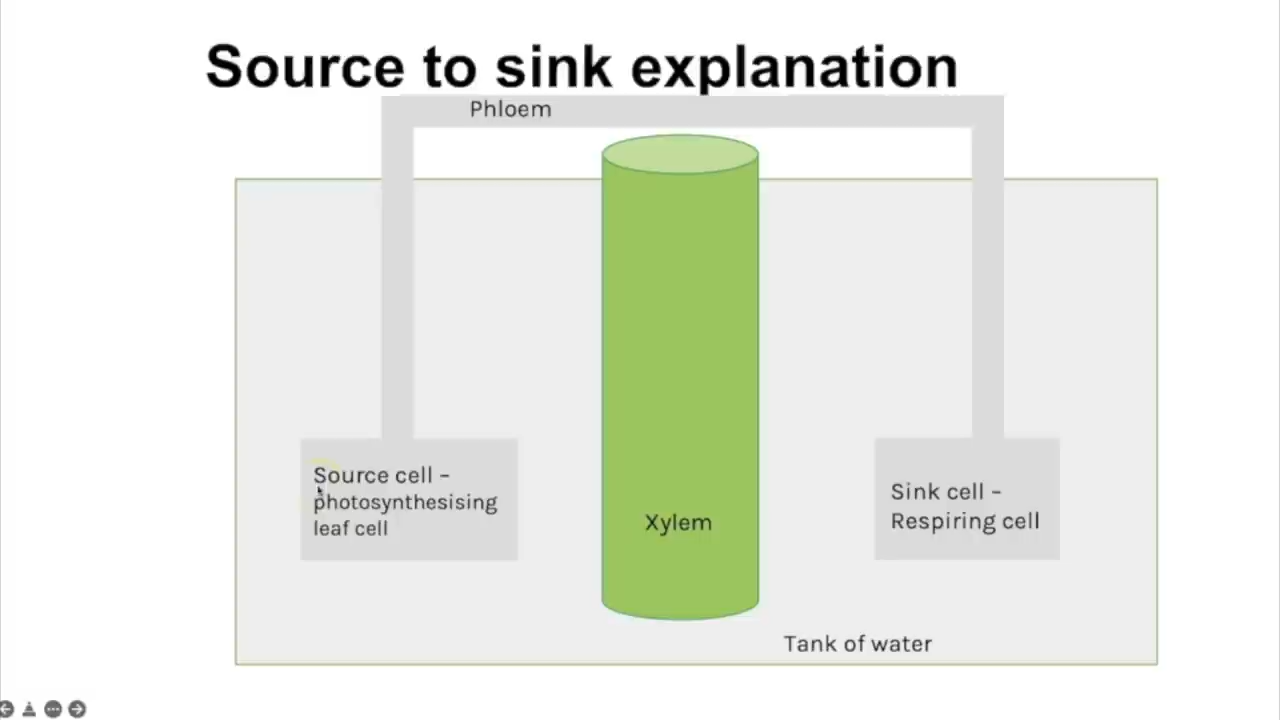 Source to sink explanation
Phloem
Source cell –
photosynthesising
leaf cell
Xylem
Sink cell –
Respiring cell
Tank of water